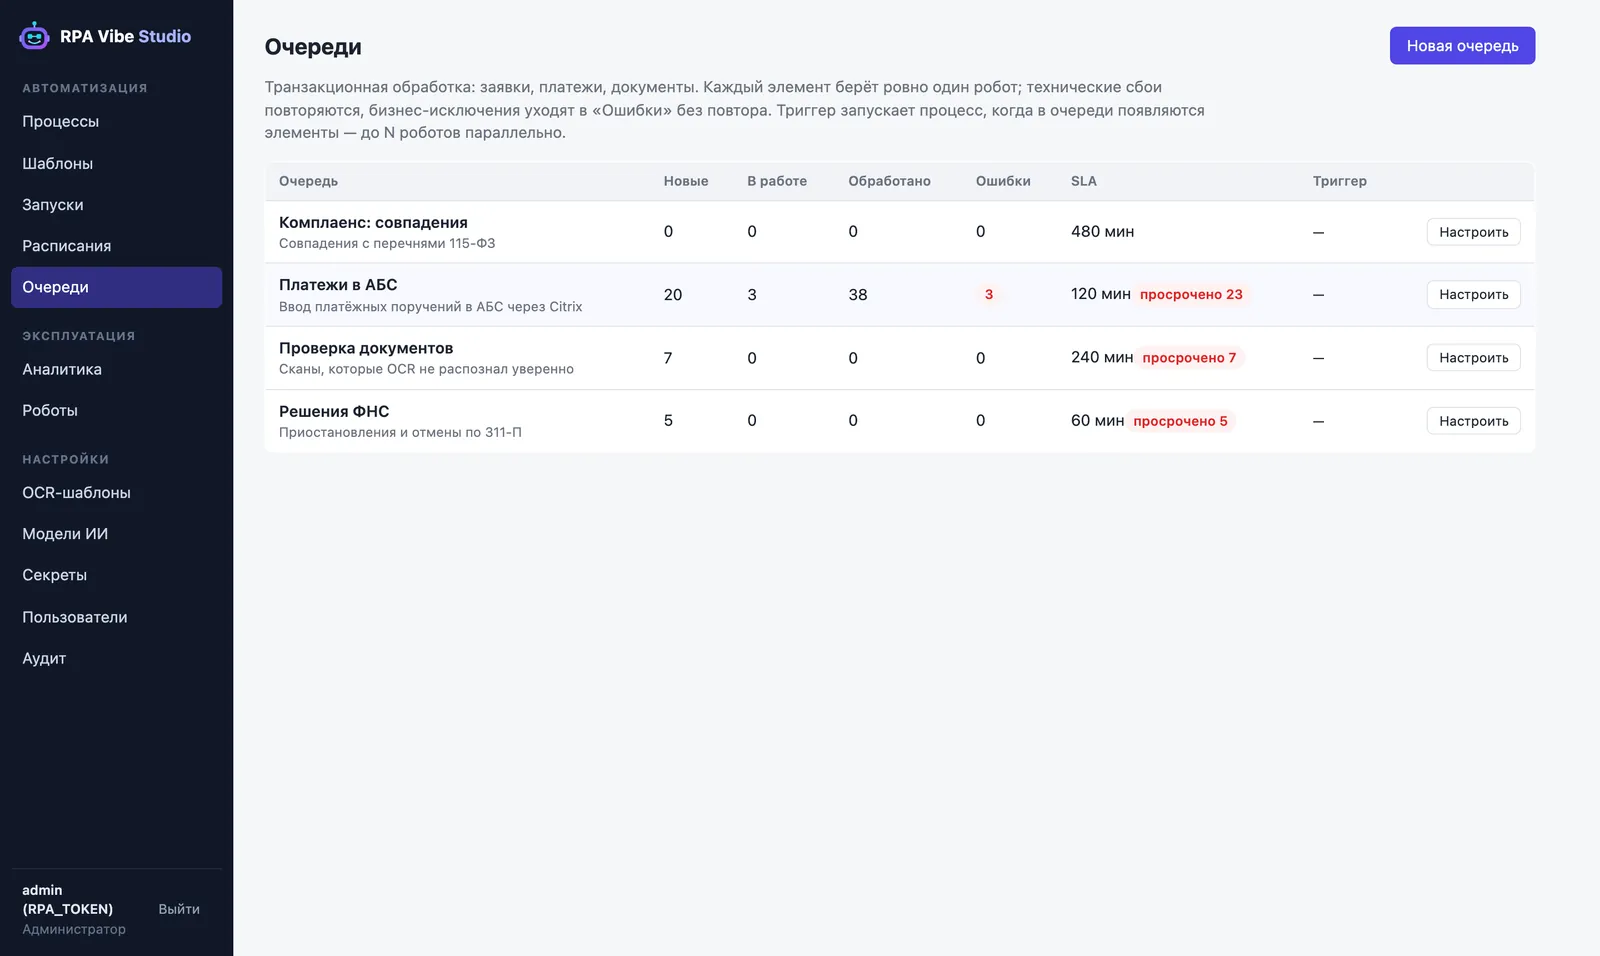 RPA Vibe Studio
АВТОМАТИЗАЦИЯ
Процессы
Шаблоны
Запуски
Расписания
Очереди
ЭКСПЛУАТАЦИЯ
Аналитика
Роботы
НАСТРОЙКИ
OCR-шаблоны
Модели ИИ
Секреты
Пользователи
Аудит
admin
(RPA_TOKEN)
Выйти
Администратор
Очереди
Новая очередь
Транзакционная обработка: заявки, платежи, документы. Каждый элемент берёт ровно один робот; технические сбои
повторяются, бизнес-исключения уходят в «Ошибки» без повтора. Триггер запускает процесс, когда в очереди появляются
элементы — до N роботов параллельно.
Очередь Новые В работе Обработано Ошибки SLA Триггер
Комплаенс: совпадения
Совпадения с перечнями 115-ФЗ
0 0 0 0 480 мин — Настроить
Платежи в АБС
Ввод платёжных поручений в АБС через Citrix
20 3 38 3 120 мин просрочено 23 — Настроить
Проверка документов
Сканы, которые OCR не распознал уверенно
7 0 0 0 240 мин просрочено 7 — Настроить
Решения ФНС
Приостановления и отмены по 311-П
5 0 0 0 60 мин просрочено 5 — Настроить